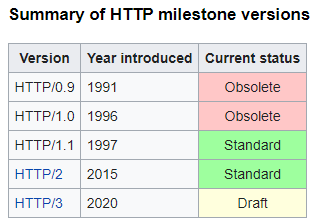 Summary of HTTP milestone versions
Version Year introduced Current status
HTTP/0.9 1991 Obsolete
HTTP/1.0 1996 Obsolete
HTTP/1.1 1997 Standard
HTTP/2 2015 Standard
HTTP/3 2020 Draft